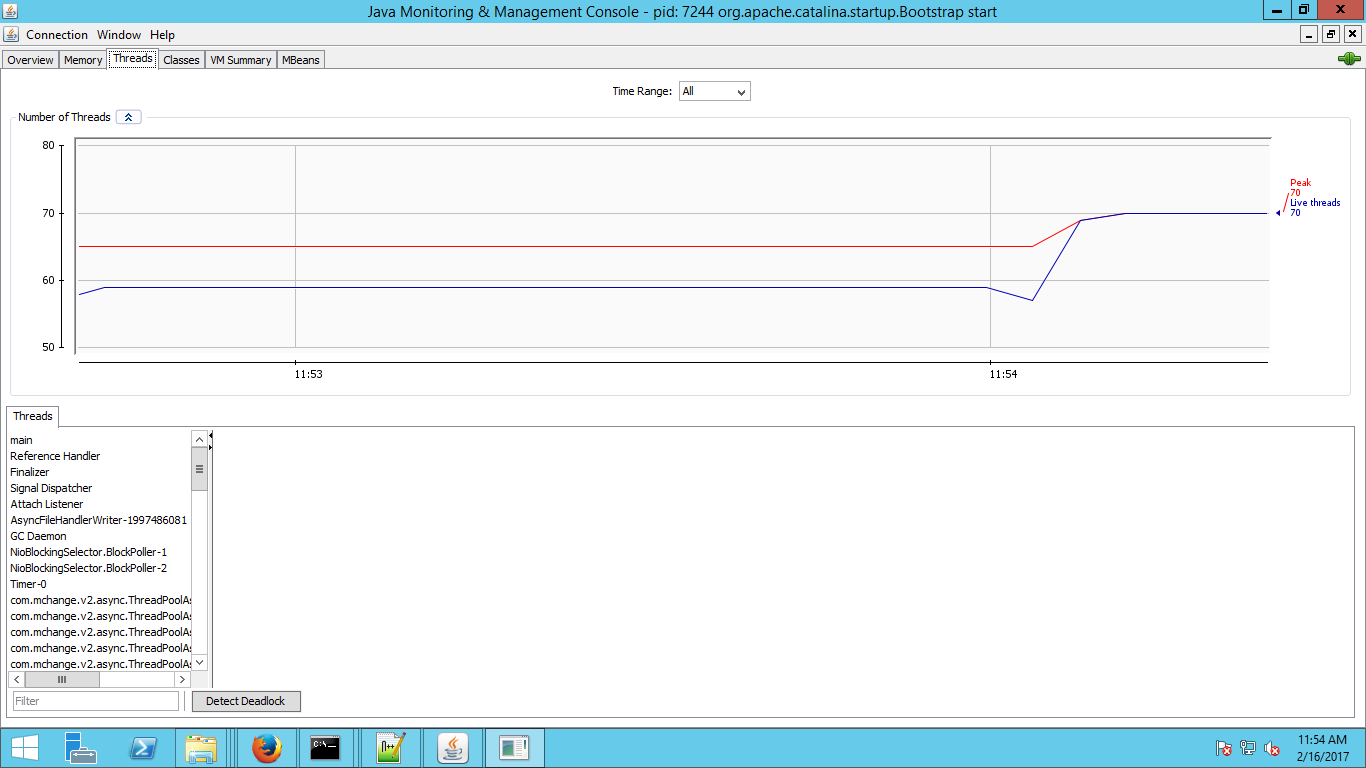 Java Monitoring & Management Console - pid: 7244 org.apache.catalina.startup.Bootstrap start
Connection Window Help
Overview Memory Threads Classes VM Summary MBeans
Time Range: All
Number of Threads
80
70
60
50
Peak
70
Live threads
70
11:53 11:54
Threads
main
Reference Handler
Finalizer
Signal Dispatcher
Attach Listener
AsyncFileHandlerWriter-1997486081
GC Daemon
NioBlockingSelector.BlockPoller-1
NioBlockingSelector.BlockPoller-2
Timer-0
com.mchange.v2.async.ThreadPoolAs
com.mchange.v2.async.ThreadPoolAs
com.mchange.v2.async.ThreadPoolAs
com.mchange.v2.async.ThreadPoolAs
com.mchange.v2.async.ThreadPoolAs
Filter Detect Deadlock
C:\_
11:54 AM
2/16/2017